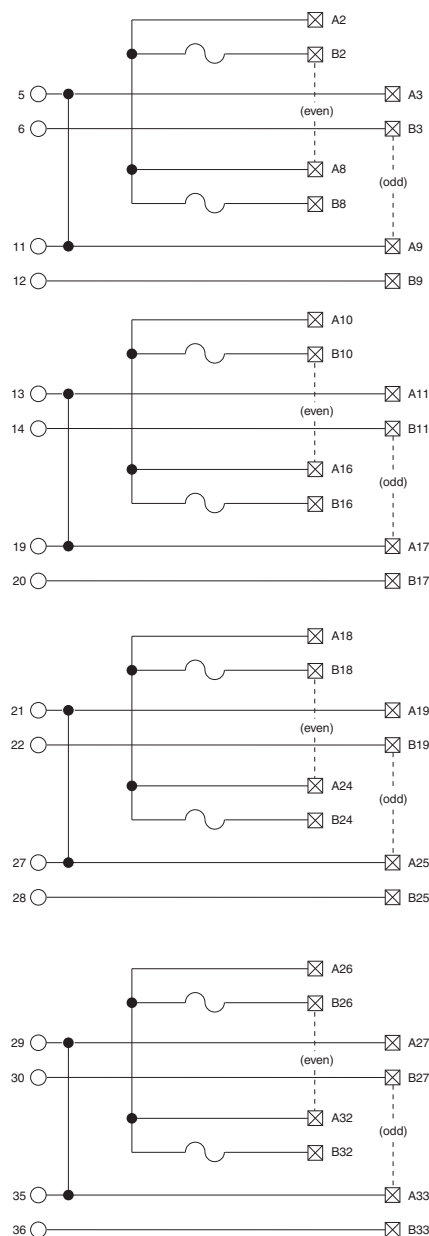 A2
B2
5 A3
(even)
6 B3
A8
(odd)
B8
11 A9
12 B9
A10
B10
13 A11
(even)
14 B11
A16
(odd)
B16
19 A17
20 B17
A18
B18
21 A19
(even)
22 B19
A24
(odd)
B24
27 A25
28 B25
A26
B26
29 A27
(even)
30 B27
A32
(odd)
B32
35 A33
36 B33